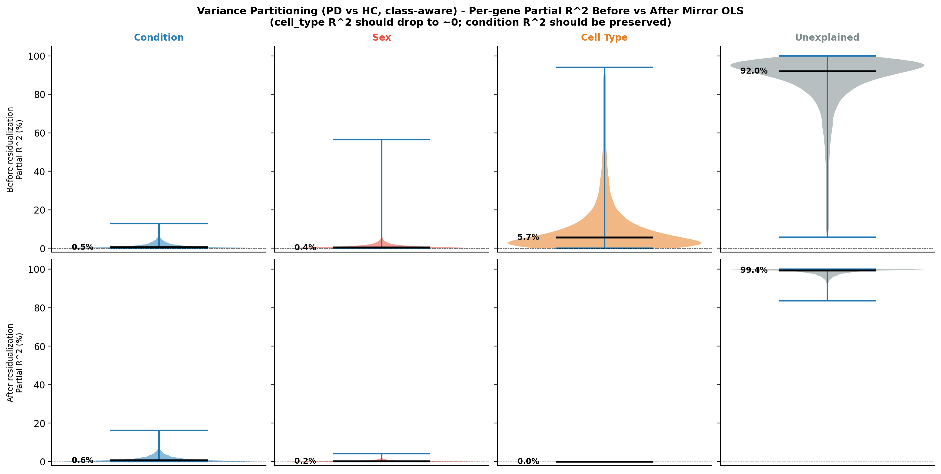 Variance Partitioning (PD vs HC, class-aware) - Per-gene Partial R^2 Before vs After Mirror OLS
(cell_type R^2 should drop to ~0; condition R^2 should be preserved)
Condition
Sex
Cell Type
Unexplained
Before residualization
Partial R^2 (%)
100
80
60
40
20
0
0.5%
0.4%
5.7%
92.0%
After residualization
Partial R^2 (%)
100
80
60
40
20
0
0.6%
0.2%
0.0%
99.4%